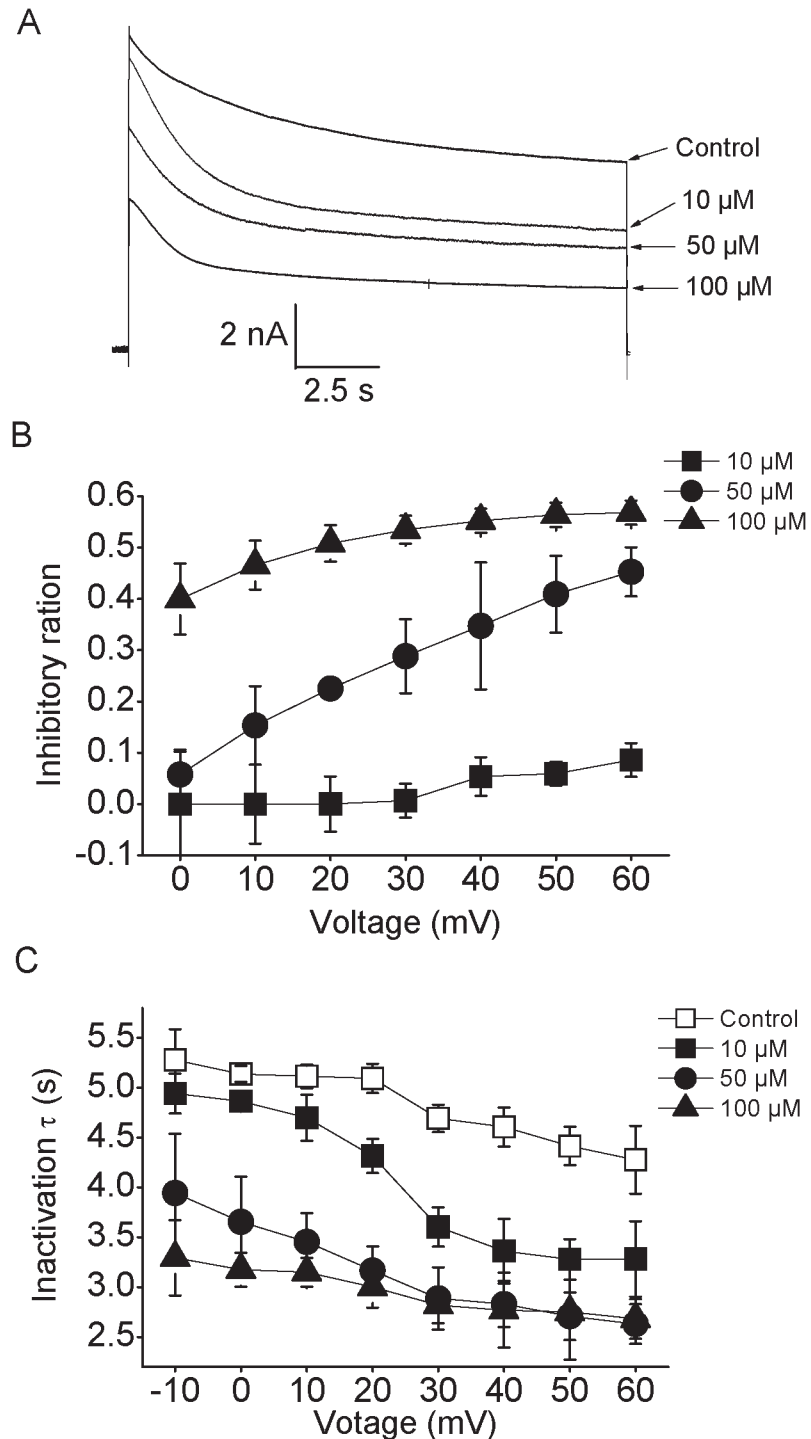 A
Control
10 µM
50 µM
100 µM
2 nA
2.5 s
B
10 µM
50 µM
100 µM
0.6
0.5
0.4
0.3
0.2
0.1
0.0
-0.1
Inhibitory ration
0 10 20 30 40 50 60
Voltage (mV)
C
Control
10 µM
50 µM
100 µM
5.5
5.0
4.5
4.0
3.5
3.0
2.5
Inactivation τ (s)
-10 0 10 20 30 40 50 60
Votage (mV)